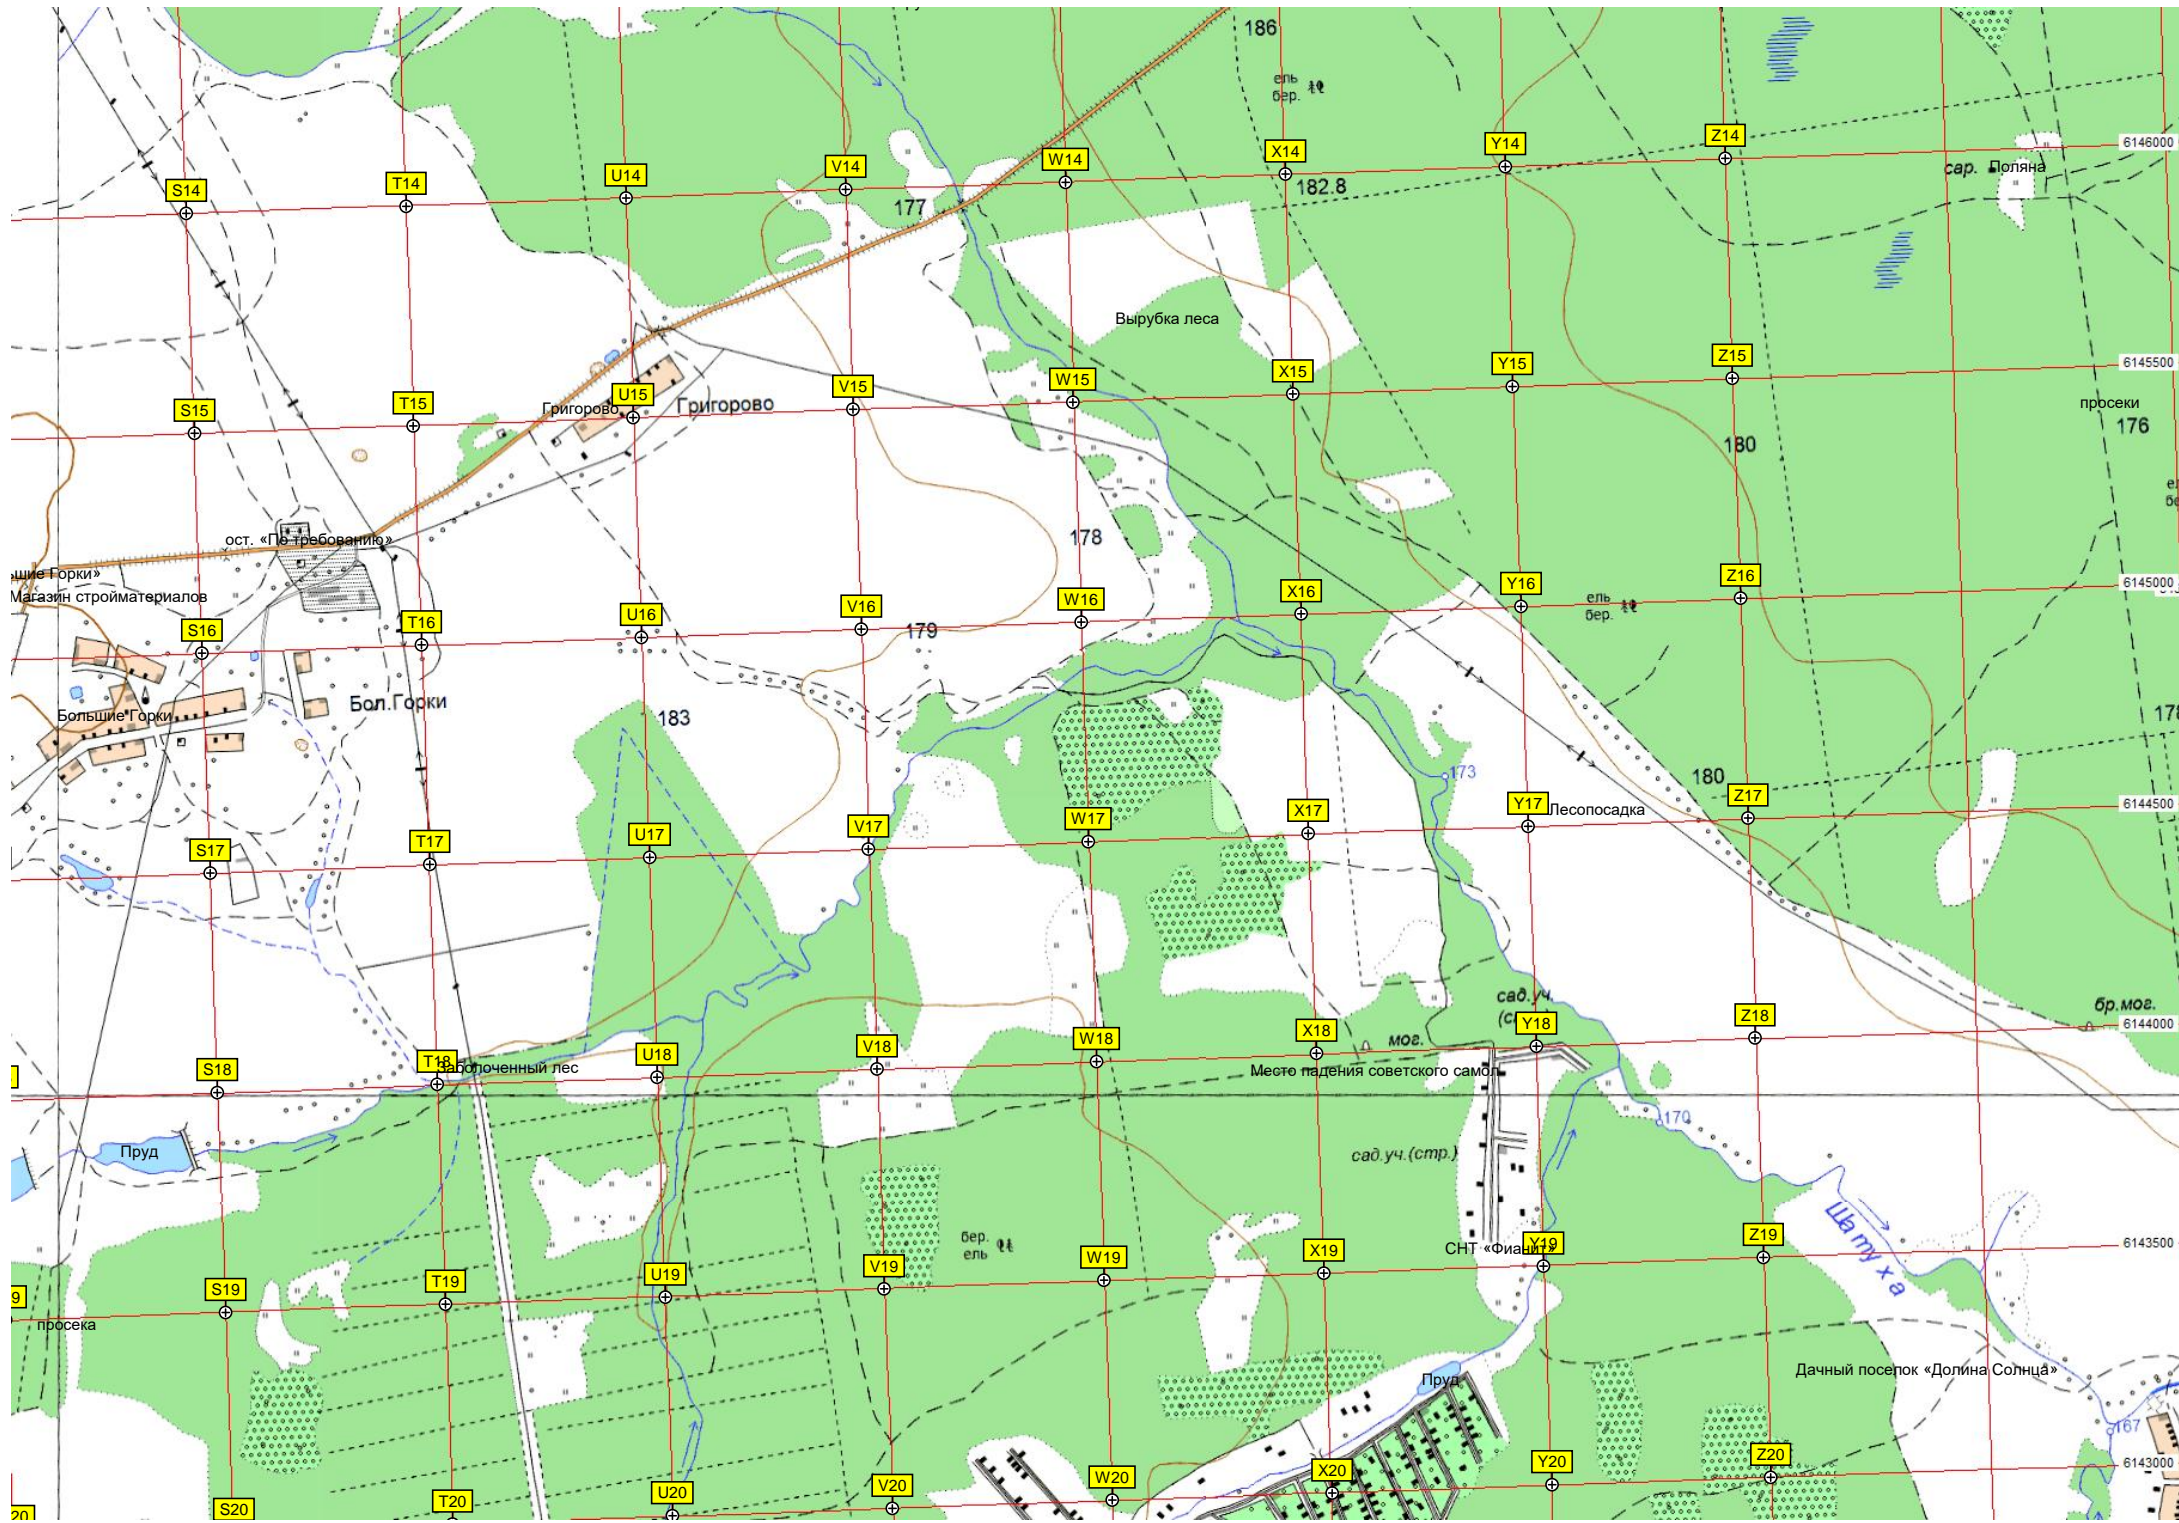 186
ель
бер.
S14
T14
U14
V14
W14
X14
Y14
Z14
6146000
182.8
177
сар. Поляна
Вырубка леса
S15
T15
U15
V15
W15
X15
Y15
Z15
6145500
Григорово
Григорово
просеки
176
180
ост. «По требованию»
178
шие Горки»
Магазин стройматериалов
S16
T16
U16
V16
W16
X16
Y16
Z16
6145000
ель
бер.
179
Бол.Горки
Большие Горки
183
178
173
180
S17
T17
U17
V17
W17
X17
Y17
Z17
6144500
Лесопосадка
сад.уч.
бр.мог.
S18
T18
U18
V18
W18
X18
Y18
Z18
6144000
мог.
Заболоченный лес
Место падения советского самол
170
Пруд
сад.уч.(стр.)
Шатуха
бер.
ель
СНТ «Фианит»
9
S19
T19
U19
V19
W19
X19
Y19
Z19
6143500
просека
Дачный поселок «Долина Солнца»
Пруд
167
20
S20
T20
U20
V20
W20
X20
Y20
Z20
6143000